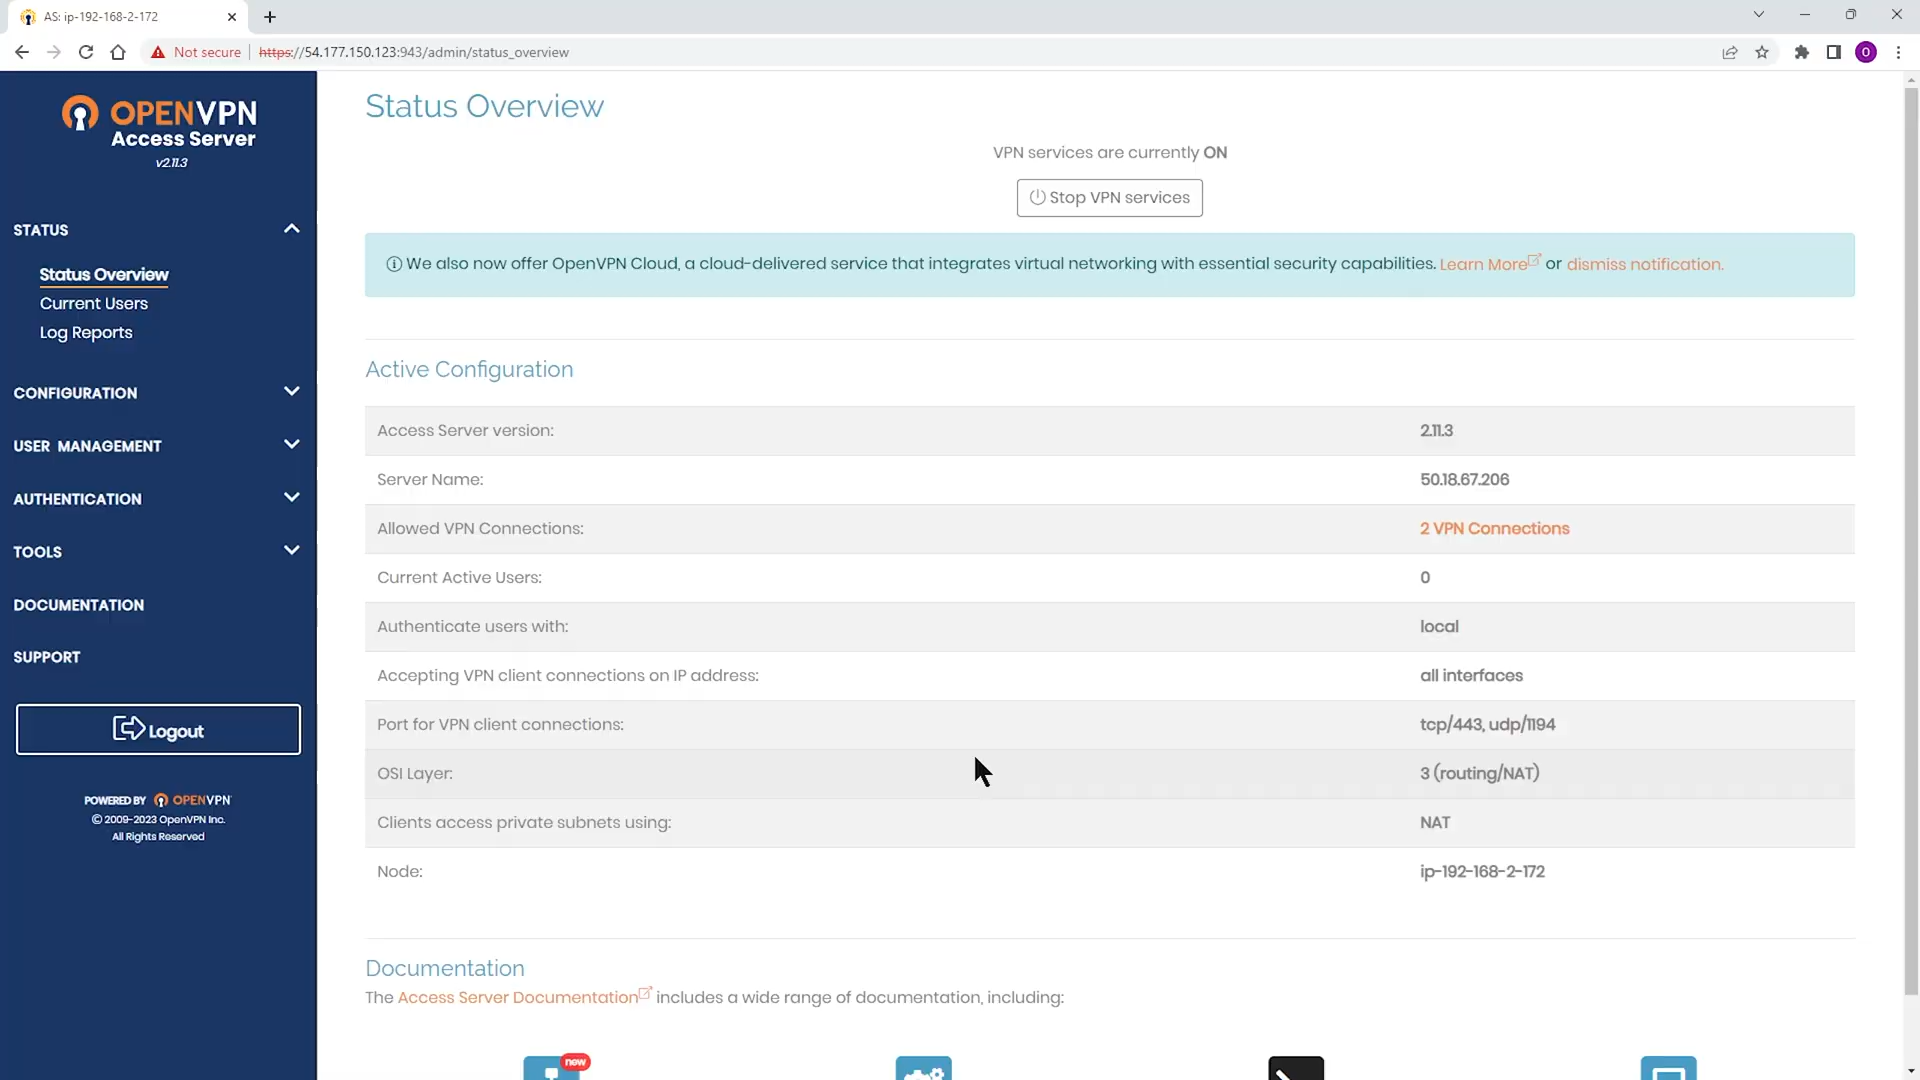 AS: ip-192-168-2-172
Not secure
https://54.177.150.123:943/admin/status_overview
O
OPENVPN
Access Server
v2.11.3
STATUS
Status Overview
Current Users
Log Reports
CONFIGURATION
USER MANAGEMENT
AUTHENTICATION
TOOLS
DOCUMENTATION
SUPPORT
Logout
POWERED BY OPENVPN
© 2009-2023 OpenVPN Inc.
All Rights Reserved
Status Overview
VPN services are currently ON
Stop VPN services
We also now offer OpenVPN Cloud, a cloud-delivered service that integrates virtual networking with essential security capabilities. Learn More or dismiss notification.
Active Configuration
Access Server version: 2.11.3
Server Name: 50.18.67.206
Allowed VPN Connections: 2 VPN Connections
Current Active Users: 0
Authenticate users with: local
Accepting VPN client connections on IP address: all interfaces
Port for VPN client connections: tcp/443, udp/1194
OSI Layer: 3 (routing/NAT)
Clients access private subnets using: NAT
Node: ip-192-168-2-172
Documentation
The Access Server Documentation includes a wide range of documentation, including:
new